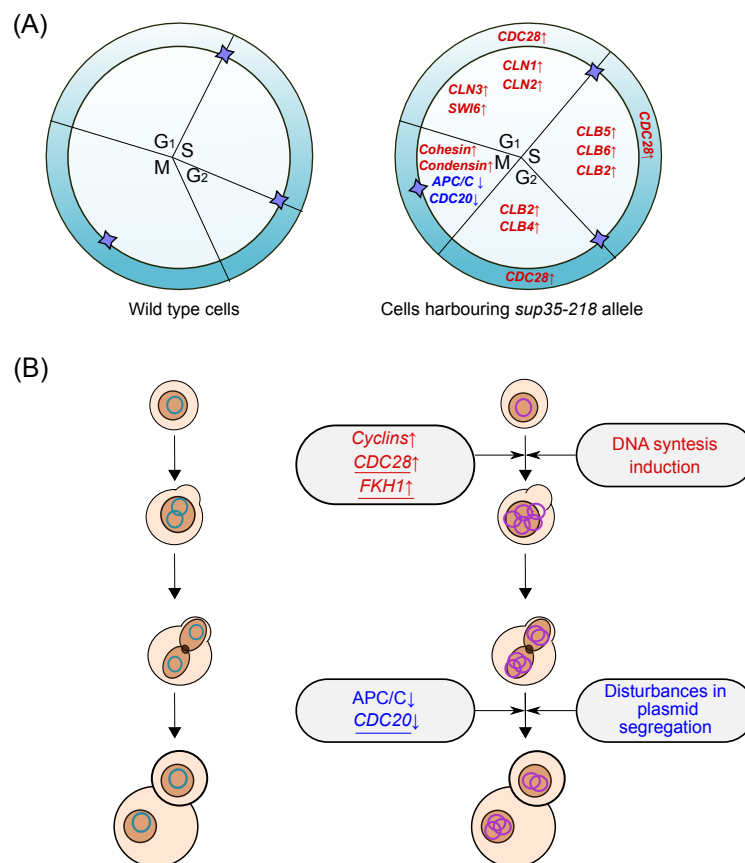 (A)
G1
S
M
G2
Wild type cells
CDC28↑
CLN1↑
CLN2↑
CLN3↑
SWI6↑
CLB5↑
CLB6↑
CLB2↑
CDC28↑
G1
S
M
G2
Cohesin↑
Condensin↑
APC/C↓
CDC20↓
CLB2↑
CLB4↑
CDC28↑
Cells harbouring sup35-218 allele
(B)
Cyclins↑
CDC28↑
FKH1↑
DNA syntesis
induction
APC/C↓
CDC20↓
Disturbances in
plasmid
segregation